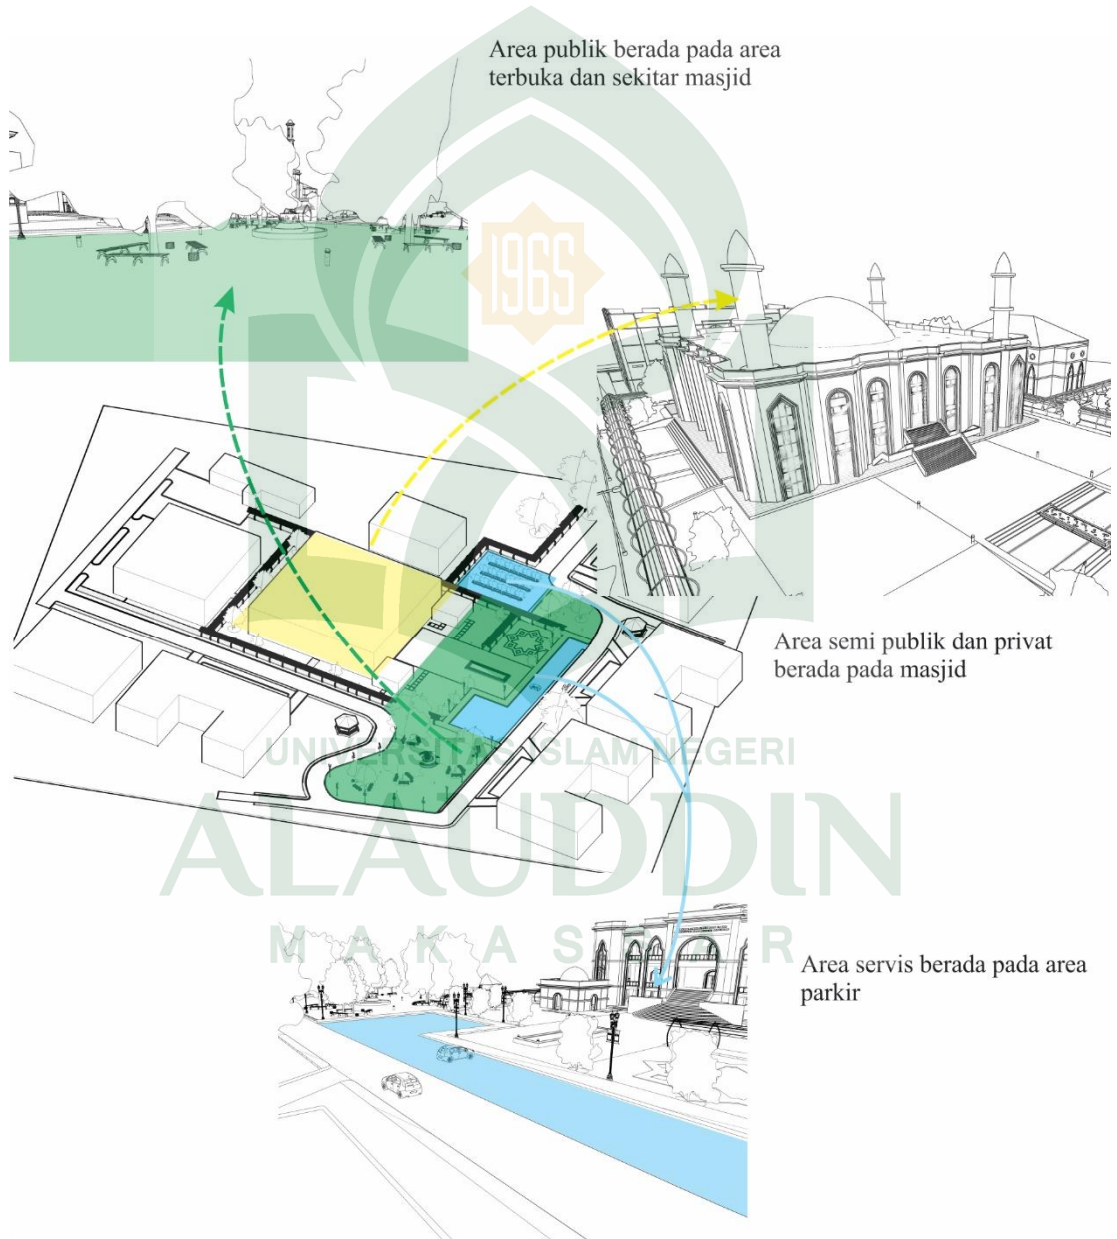 Area publik berada pada area
terbuka dan sekitar masjid
1965
Area semi publik dan privat
berada pada masjid
UNIVERSITAS ISLAM NEGERI
ALAUDDIN
MAKASSAR
Area servis berada pada area
parkir